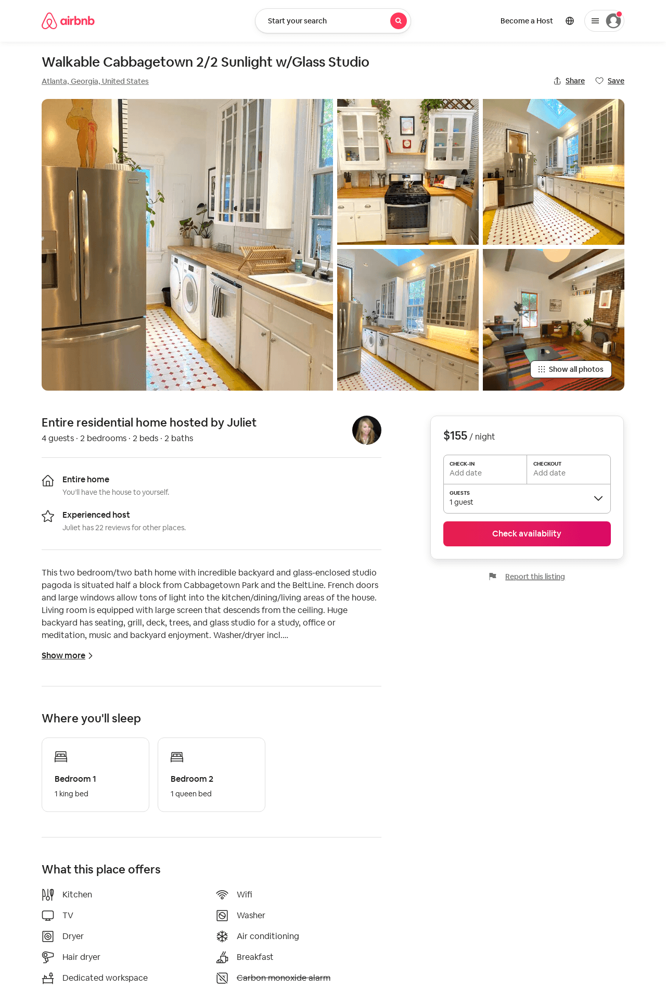 airbnb
Start your search
Become a Host
Walkable Cabbagetown 2/2 Sunlight w/Glass Studio
Atlanta, Georgia, United States
Share
Save
Show all photos
Entire residential home hosted by Juliet
4 guests · 2 bedrooms · 2 beds · 2 baths
Entire home
You’ll have the house to yourself.
Experienced host
Juliet has 22 reviews for other places.
This two bedroom/two bath home with incredible backyard and glass-enclosed studio
pagoda is situated half a block from Cabbagetown Park and the BeltLine. French doors
and large windows allow tons of light into the kitchen/dining/living areas of the house.
Living room is equipped with large screen that descends from the ceiling. Huge
backyard has seating, grill, deck, trees, and glass studio for a study, office or
meditation, music and backyard enjoyment. Washer/dryer incl.…
Show more
$155 / night
CHECK-IN
Add date
CHECKOUT
Add date
GUESTS
1 guest
Check availability
Report this listing
Where you'll sleep
Bedroom 1
1 king bed
Bedroom 2
1 queen bed
What this place offers
Kitchen
Wifi
TV
Washer
Dryer
Air conditioning
Hair dryer
Breakfast
Dedicated workspace
Carbon monoxide alarm